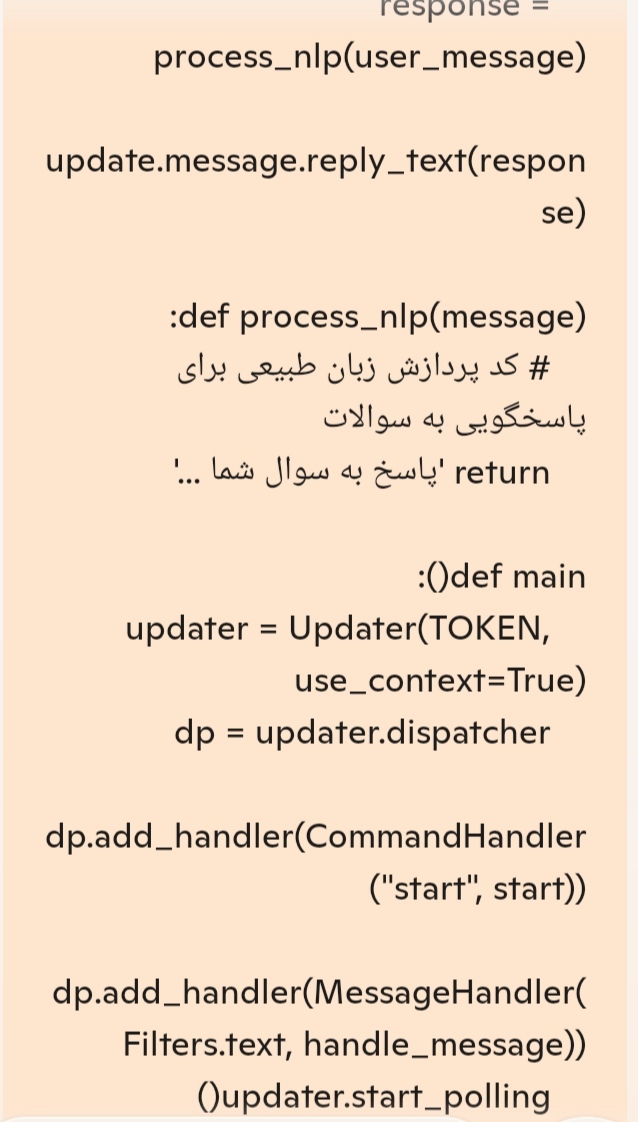 response =
process_nlp(user_message)
update.message.reply_text(respon
se)
def process_nlp(message):
# کد پردازش زبان طبیعی برای
پاسخگویی به سوالات
return 'پاسخ به سوال شما ...'
def main():
updater = Updater(TOKEN,
use_context=True)
dp = updater.dispatcher
dp.add_handler(CommandHandler
("start", start))
dp.add_handler(MessageHandler(
Filters.text, handle_message))
updater.start_polling()